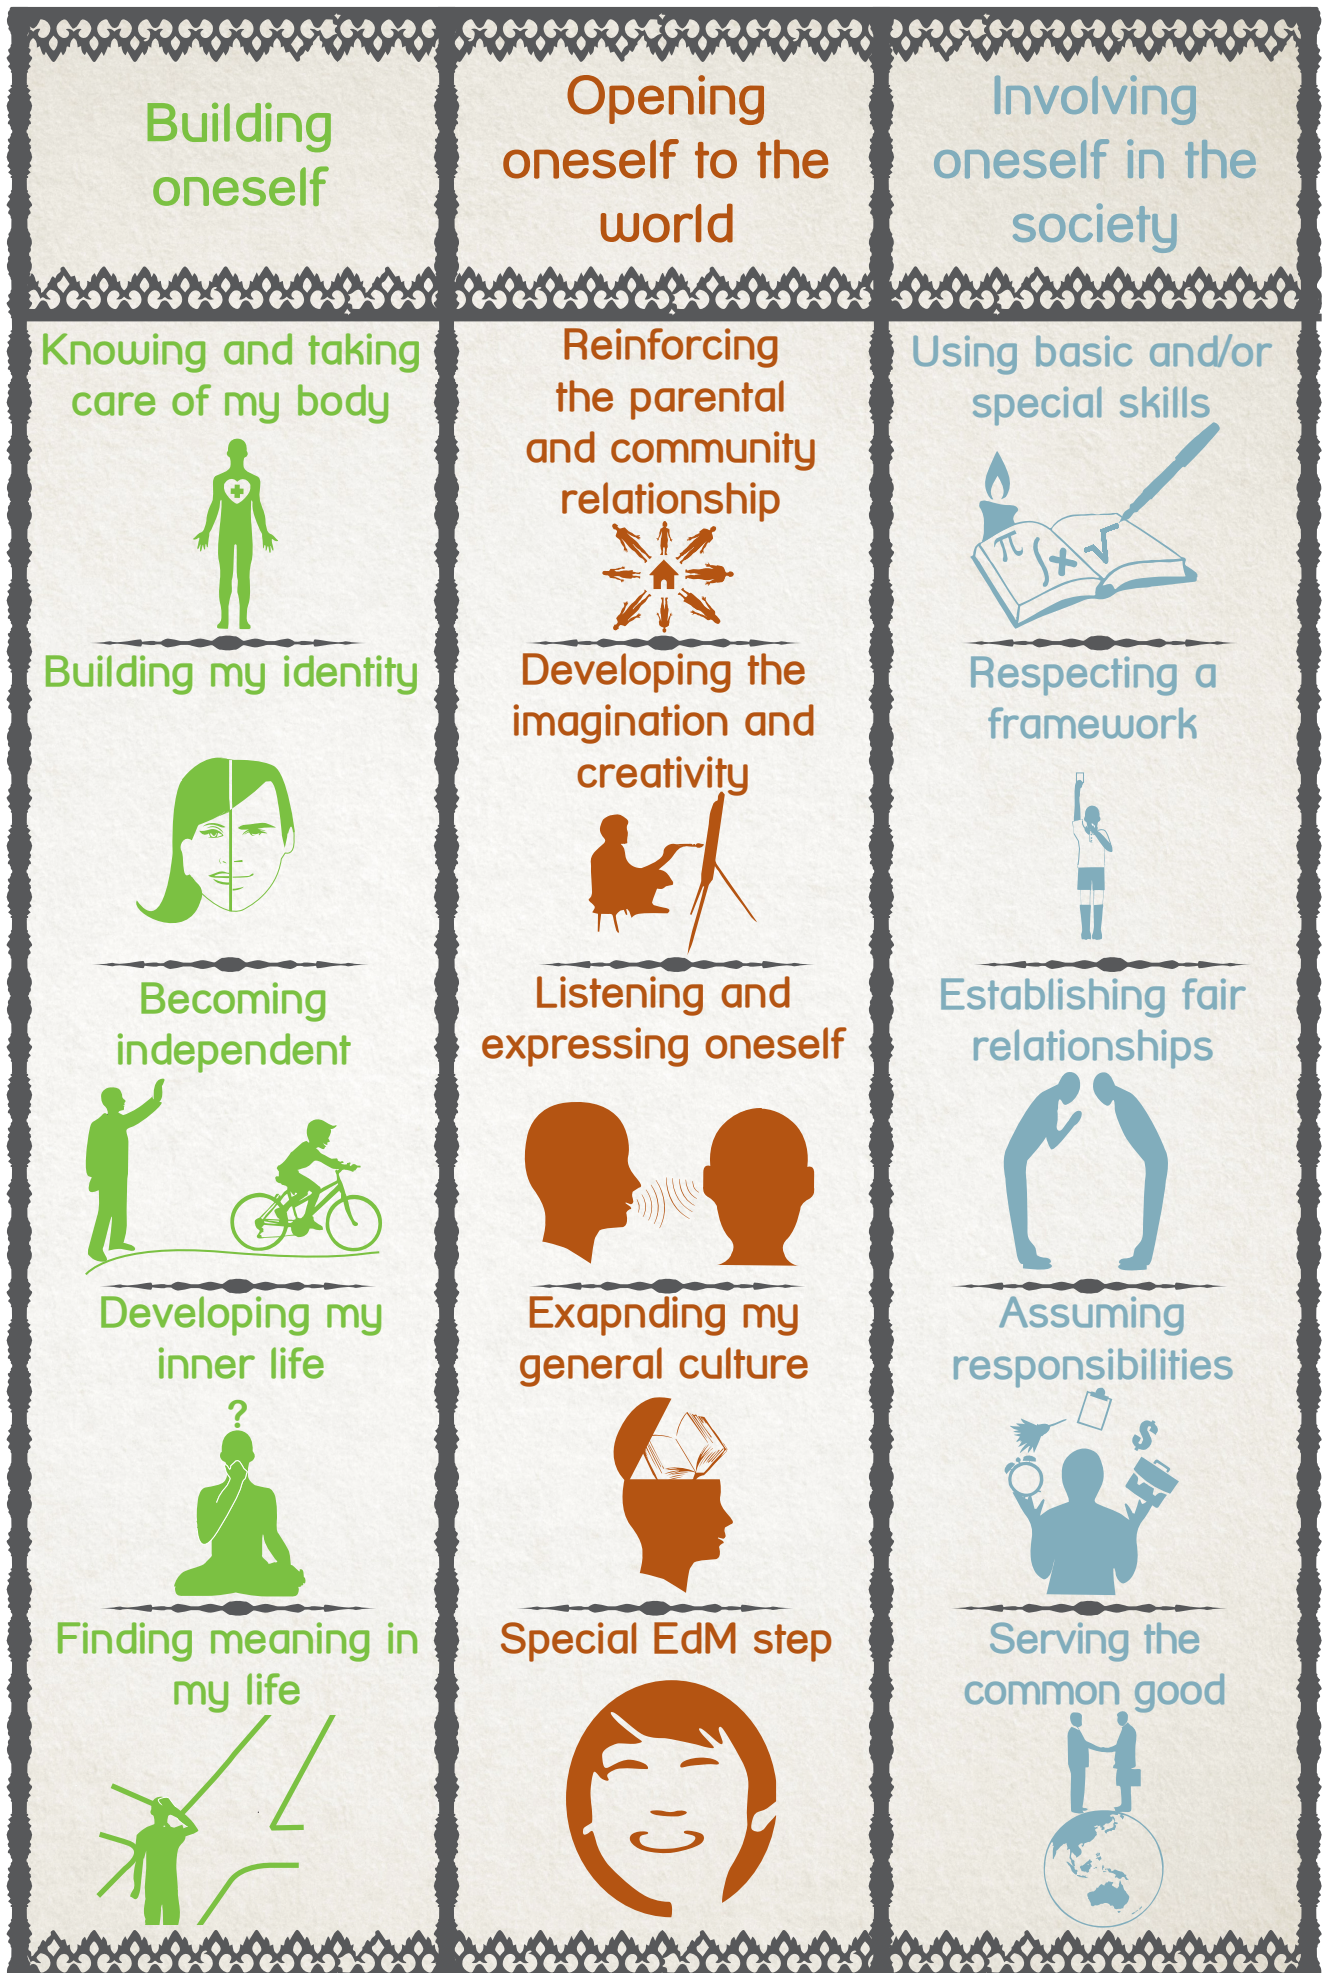 Building
oneself
Opening
oneself to the
world
Involving
oneself in the
society
Knowing and taking
care of my body
Building my identity
Becoming
independent
Developing my
inner life
?
Finding meaning in
my life
Reinforcing
the parental
and community
relationship
Developing the
imagination and
creativity
Listening and
expressing oneself
Exapnding my
general culture
Special EdM step
Using basic and/or
special skills
π ∫ + √
Respecting a
framework
Establishing fair
relationships
Assuming
responsibilities
$
Serving the
common good